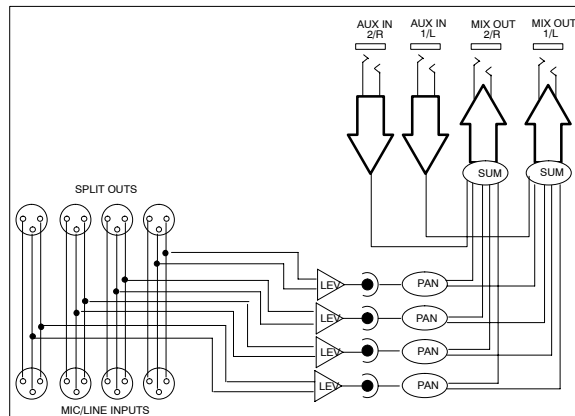 AUX IN
2/R
AUX IN
1/L
MIX OUT
2/R
MIX OUT
1/L
SUM
SUM
SPLIT OUTS
LEV
PAN
LEV
PAN
LEV
PAN
LEV
PAN
MIC/LINE INPUTS